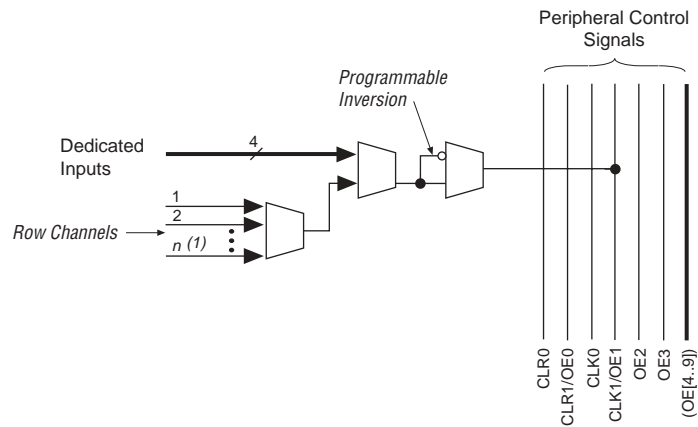 Peripheral Control
Signals
Programmable
Inversion
Dedicated
Inputs
4
1
2
Row Channels
n (1)
CLR0
CLR1/OE0
CLK0
CLK1/OE1
OE2
OE3
(OE[4..9])